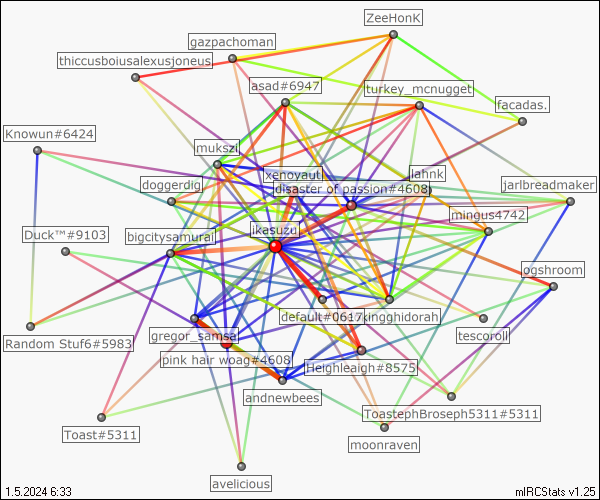 ZeeHonK
gazpachoman
thiccusboiusalexusjoneus
asad#6947
turkey_mcnugget
facadas.
Knowun#6424
mukszi
xenoyaut
iahnk
doggerdig
disaster of passion#4608
jarlbreadmaker
mingus4742
ikasuzu
Duck™#9103
bigcitysamurai
ogshroom
default#0617
kingghidorah
gregor_samsa
tescoroll
Random Stuf6#5983
pink hair woag#4608
Heighleaigh#8575
andnewbees
ToastephBroseph5311#5311
Toast#5311
moonraven
avelicious
1.5.2024 6:33
mIRCStats v1.25